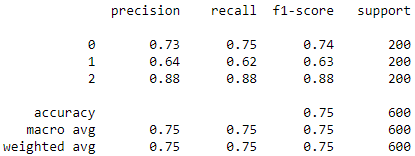 precision recall f1-score support
0 0.73 0.75 0.74 200
1 0.64 0.62 0.63 200
2 0.88 0.88 0.88 200
accuracy 0.75 600
macro avg 0.75 0.75 0.75 600
weighted avg 0.75 0.75 0.75 600